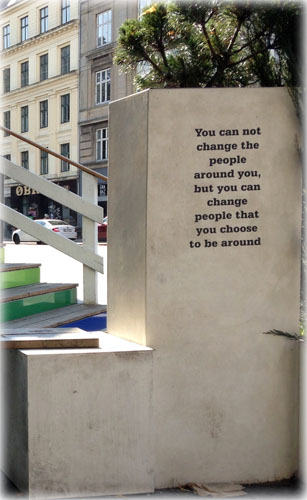 You can not
change the
people
around you,
but you can
change
people that
you choose
to be around